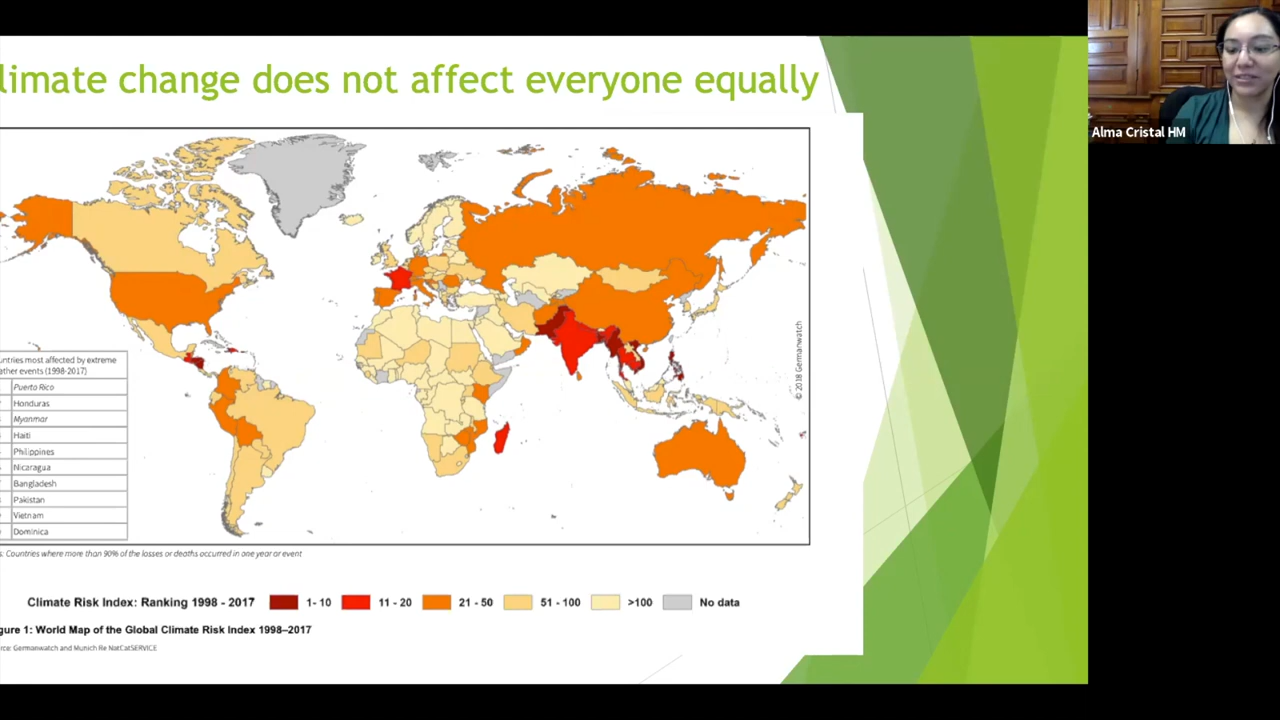 limate change does not affect everyone equally
Alma Cristal HM
© 2018 Germanwatch
untries most affected by extreme
ather events (1998-2017)
Puerto Rico
Honduras
Myanmar
Haiti
Philippines
Nicaragua
Bangladesh
Pakistan
Vietnam
Dominica
s: Countries where more than 90% of the losses or deaths occurred in one year or event
Climate Risk Index: Ranking 1998 - 2017 1- 10 11 - 20 21 - 50 51 - 100 >100 No data
gure 1: World Map of the Global Climate Risk Index 1998–2017
rce: Germanwatch and Munich Re NatCatSERVICE